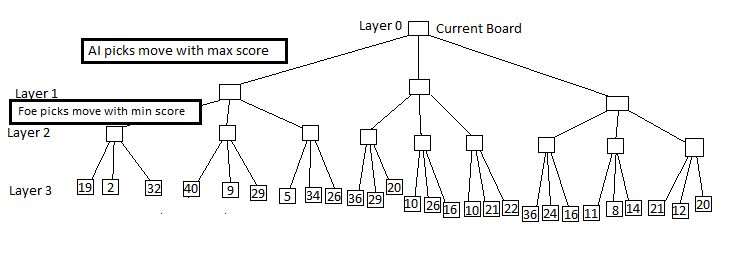 Layer 0
Current Board
AI picks move with max score
Layer 1
Foe picks move with min score
Layer 2
Layer 3
19 2 32 40 9 29 5 34 26 36 29 20 10 26 16 10 21 22 36 24 16 11 8 14 21 12 20